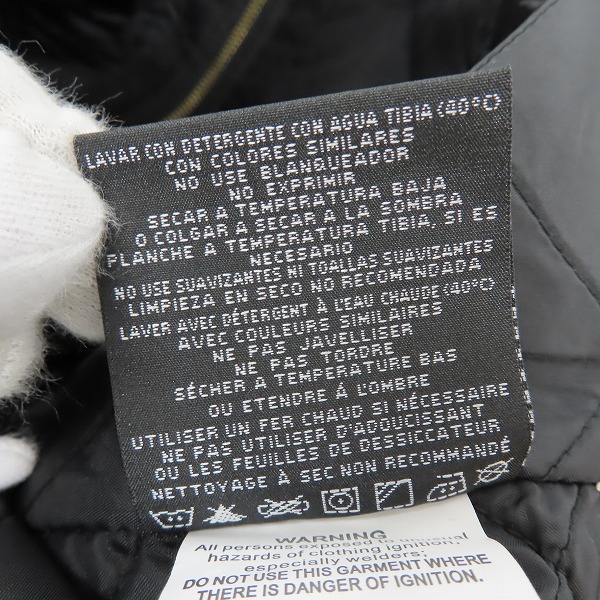 LAVAR CON DETERGENTE CON AGUA TIBIA (40°C)
CON COLORES SIMILARES
NO USE BLANQUEADOR
NO EXPRIMIR
SECAR A TEMPERATURA BAJA
O COLGAR A SECAR A LA SOMBRA
PLANCHE A TEMPERATURA TIBIA, SI ES
NECESARIO
NO USE SUAVIZANTES NI TOALLAS SUAVIZANTES
LIMPIEZA EN SECO NO RECOMENDADA
LAVER AVEC DÉTERGENT À L'EAU CHAUDE (40°C)
AVEC COULEURS SIMILAIRES
NE PAS JAVELLISER
NE PAS TORDRE
SÉCHER A TEMPERATURE BAS
OU ETENDRE A L'OMBRE
UTILISER UN FER CHAUD SI NÉCESSAIRE
NE PAS UTILISER D'ADOUCISSANT
OU LES FEUILLES DE DESSICCATEUR
NETTOYAGE À SEC NON RECOMMANDÉ
WARNING
All persons exposed to unusual
hazards of clothing ignitional
especially welders;
DO NOT USE THIS GARMENT WHERE
THERE IS DANGER OF IGNITION.